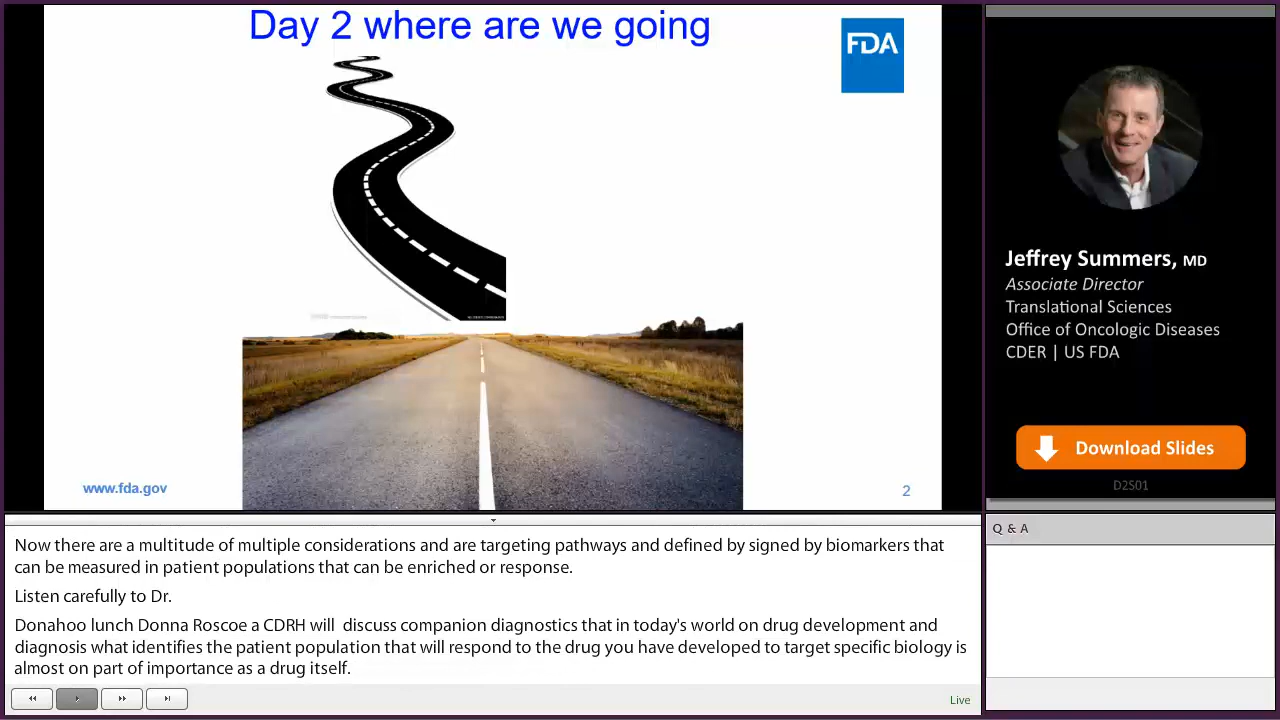 Day 2 where are we going
FDA
www.fda.gov
2
Jeffrey Summers, MD
Associate Director
Translational Sciences
Office of Oncologic Diseases
CDER | US FDA
Download Slides
D2S01
Now there are a multitude of multiple considerations and are targeting pathways and defined by signed by biomarkers that
can be measured in patient populations that can be enriched or response.
Listen carefully to Dr.
Donahoo lunch Donna Roscoe a CDRH will  discuss companion diagnostics that in today's world on drug development and
diagnosis what identifies the patient population that will respond to the drug you have developed to target specific biology is
almost on part of importance as a drug itself.
Live
Q & A